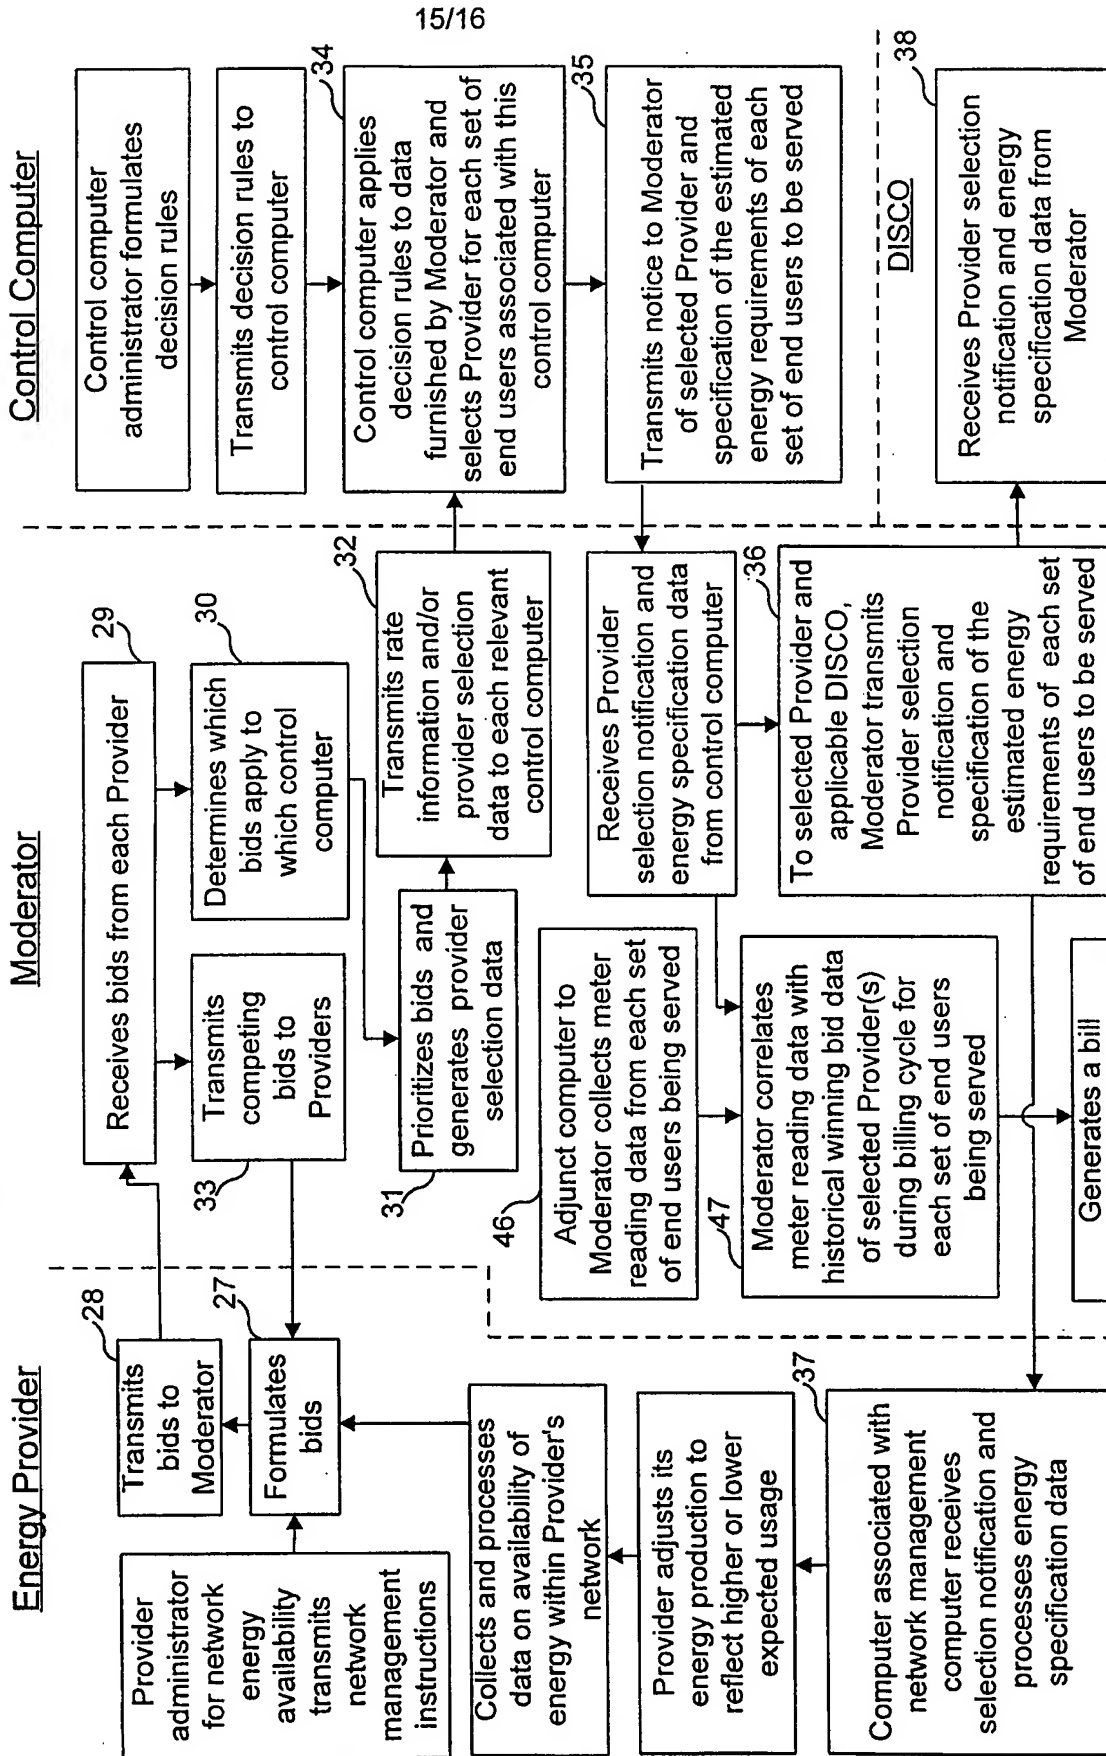 15/16
Energy Provider
Provider
administrator
for network
energy
availability
transmits
network
management
instructions
28
Transmits
bids to
Moderator
27
Formulates
bids
Collects and processes
data on availability of
energy within Provider's
network
Provider adjusts its
energy production to
reflect higher or lower
expected usage
37
Computer associated with
network management
computer receives
selection notification and
processes energy
specification data
Moderator
29
Receives bids from each Provider
33
Transmits
competing
bids to
Providers
30
Determines which
bids apply to
which control
computer
31
Prioritizes bids and
generates provider
selection data
32
Transmits rate
information and/or
provider selection
data to each relevant
control computer
46
Adjunct computer to
Moderator collects meter
reading data from each set
of end users being served
Receives Provider
selection notification and
energy specification data
from control computer
47
Moderator correlates
meter reading data with
historical winning bid data
of selected Provider(s)
during billing cycle for
each set of end users
being served
36
To selected Provider and
applicable DISCO,
Moderator transmits
Provider selection
notification and
specification of the
estimated energy
requirements of each set
of end users to be served
Generates a bill
Control Computer
Control computer
administrator formulates
decision rules
Transmits decision rules to
control computer
34
Control computer applies
decision rules to data
furnished by Moderator and
selects Provider for each set of
end users associated with this
control computer
35
Transmits notice to Moderator
of selected Provider and
specification of the estimated
energy requirements of each
set of end users to be served
DISCO
38
Receives Provider selection
notification and energy
specification data from
Moderator